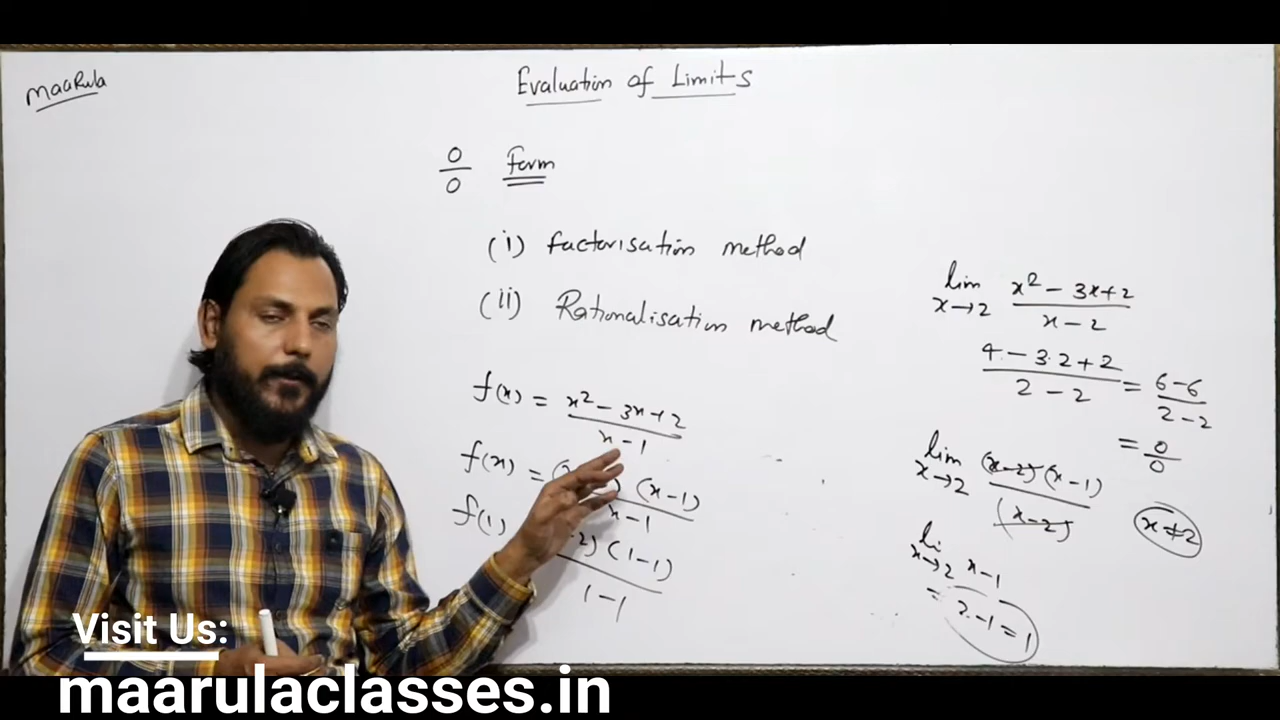 maaRula
Evaluation of Limits
0/0 Form
(i) factorisation method
(ii) Rationalisation method
f(x) = x² - 3x + 2 / x - 1
f(x) = (x ) (x - 1) / x - 1
f(1) -2) (1 - 1) / 1 - 1
lim x→2 x² - 3x + 2 / x - 2
4 - 3.2 + 2 / 2 - 2 = 6 - 6 / 2 - 2
= 0/0
lim x→2 (x - 2) (x - 1) / (x - 2)
x ≠ 2
li x→2 x - 1
= 2 - 1 = 1
Visit Us:
maarulaclasses.in